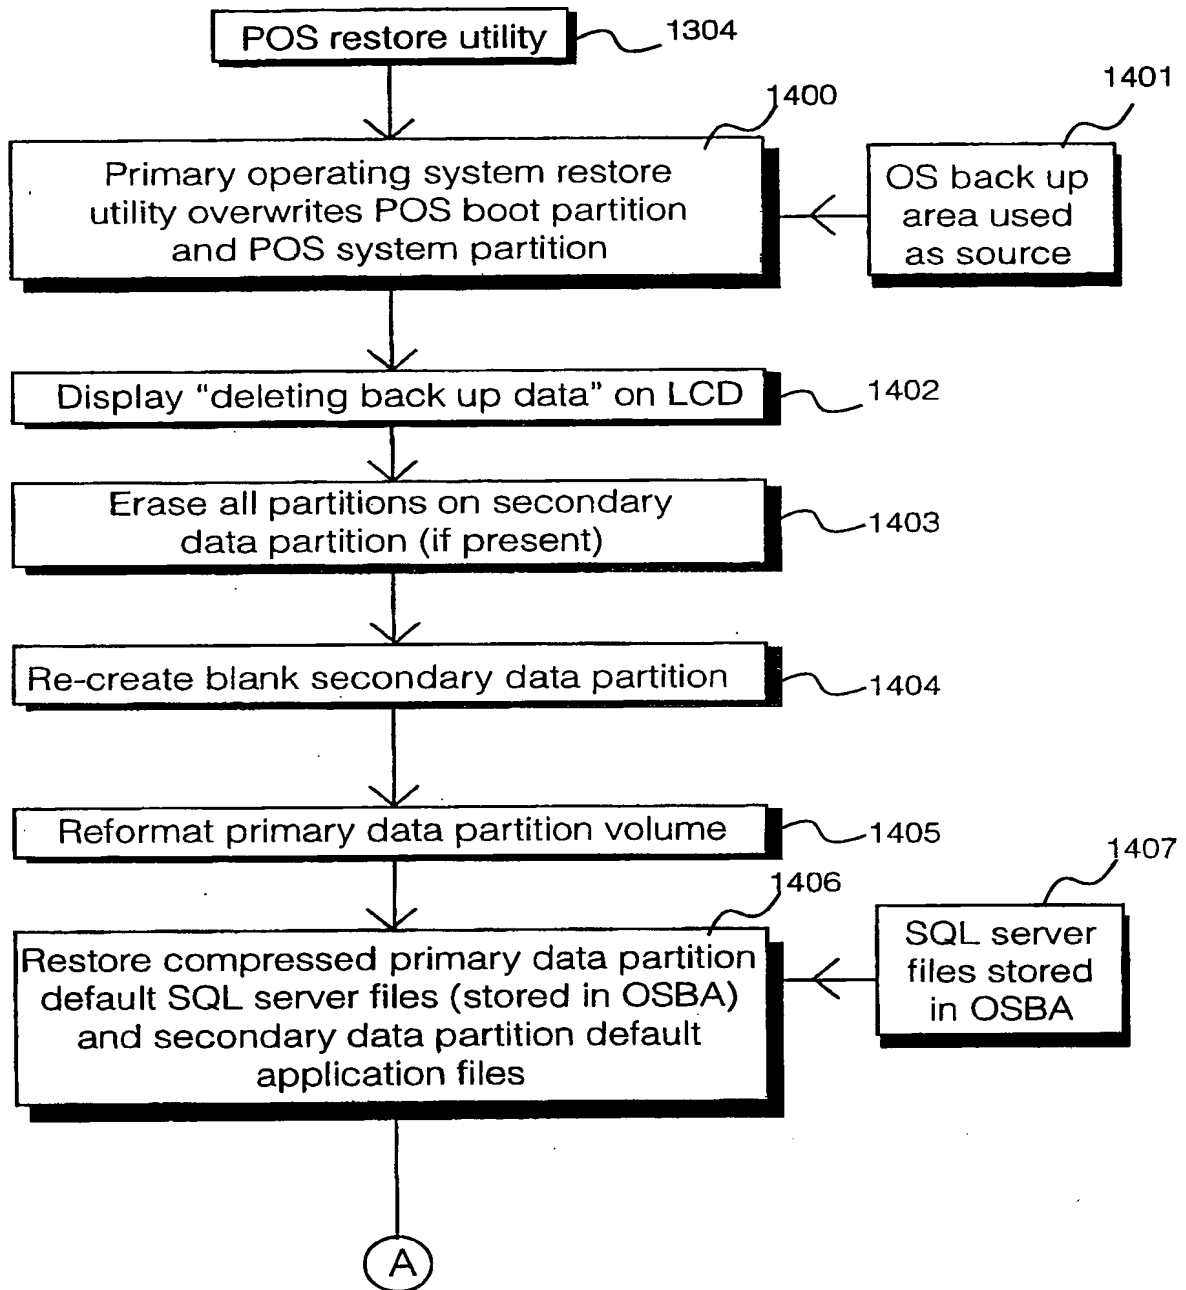 POS restore utility
1304
1400
1401
Primary operating system restore
utility overwrites POS boot partition
and POS system partition
OS back up
area used
as source
Display “deleting back up data” on LCD
1402
Erase all partitions on secondary
data partition (if present)
1403
Re-create blank secondary data partition
1404
Reformat primary data partition volume
1405
1406
1407
Restore compressed primary data partition
default SQL server files (stored in OSBA)
and secondary data partition default
application files
SQL server
files stored
in OSBA
A